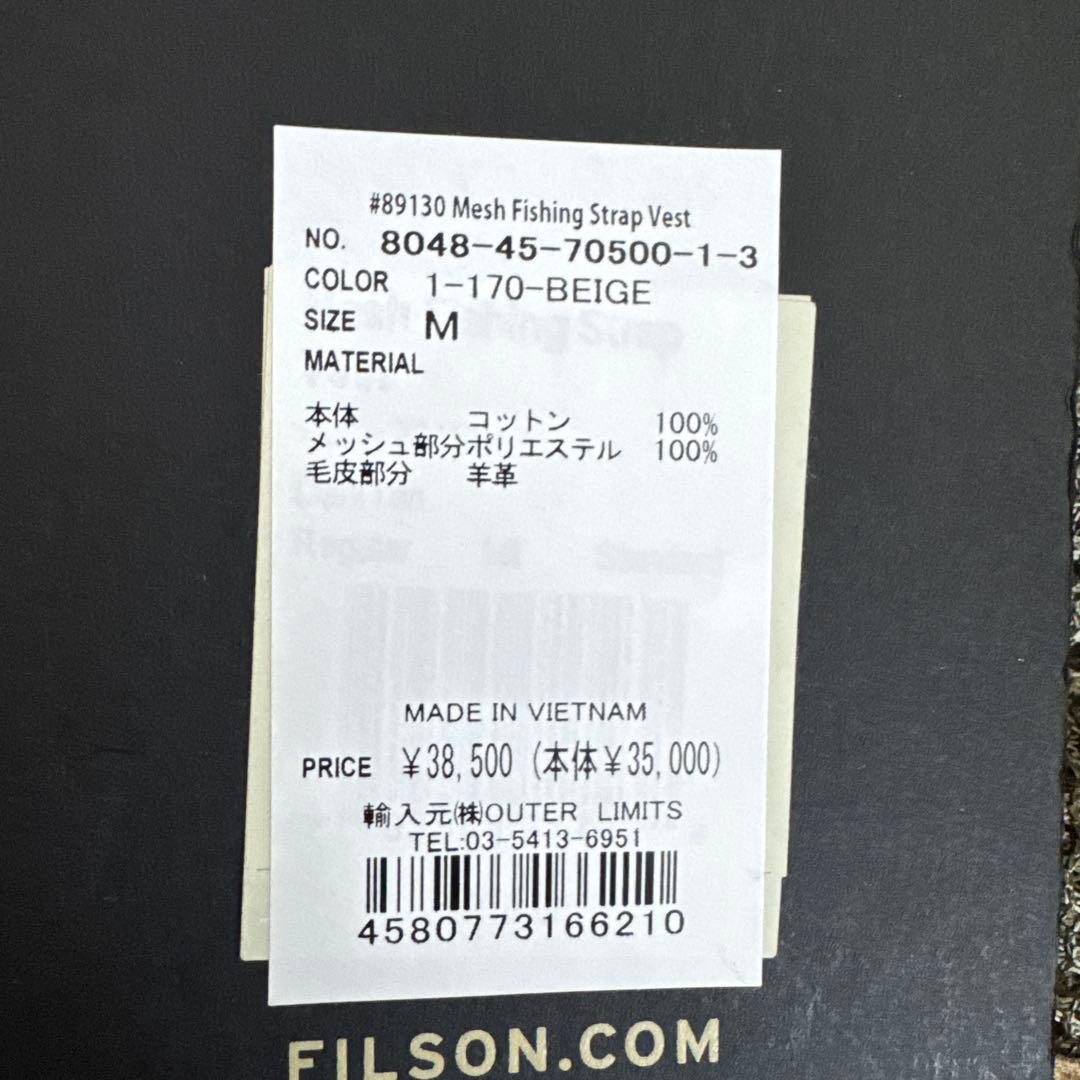 #89130 Mesh Fishing Strap Vest
NO. 8048-45-70500-1-3
COLOR 1-170-BEIGE
SIZE M
MATERIAL
本体 コットン 100%
メッシュ部分ポリエステル 100%
毛皮部分 羊革
MADE IN VIETNAM
PRICE ¥38,500 (本体¥35,000)
輸入元㈱OUTER LIMITS
TEL:03-5413-6951
4580773166210
FILSON.COM